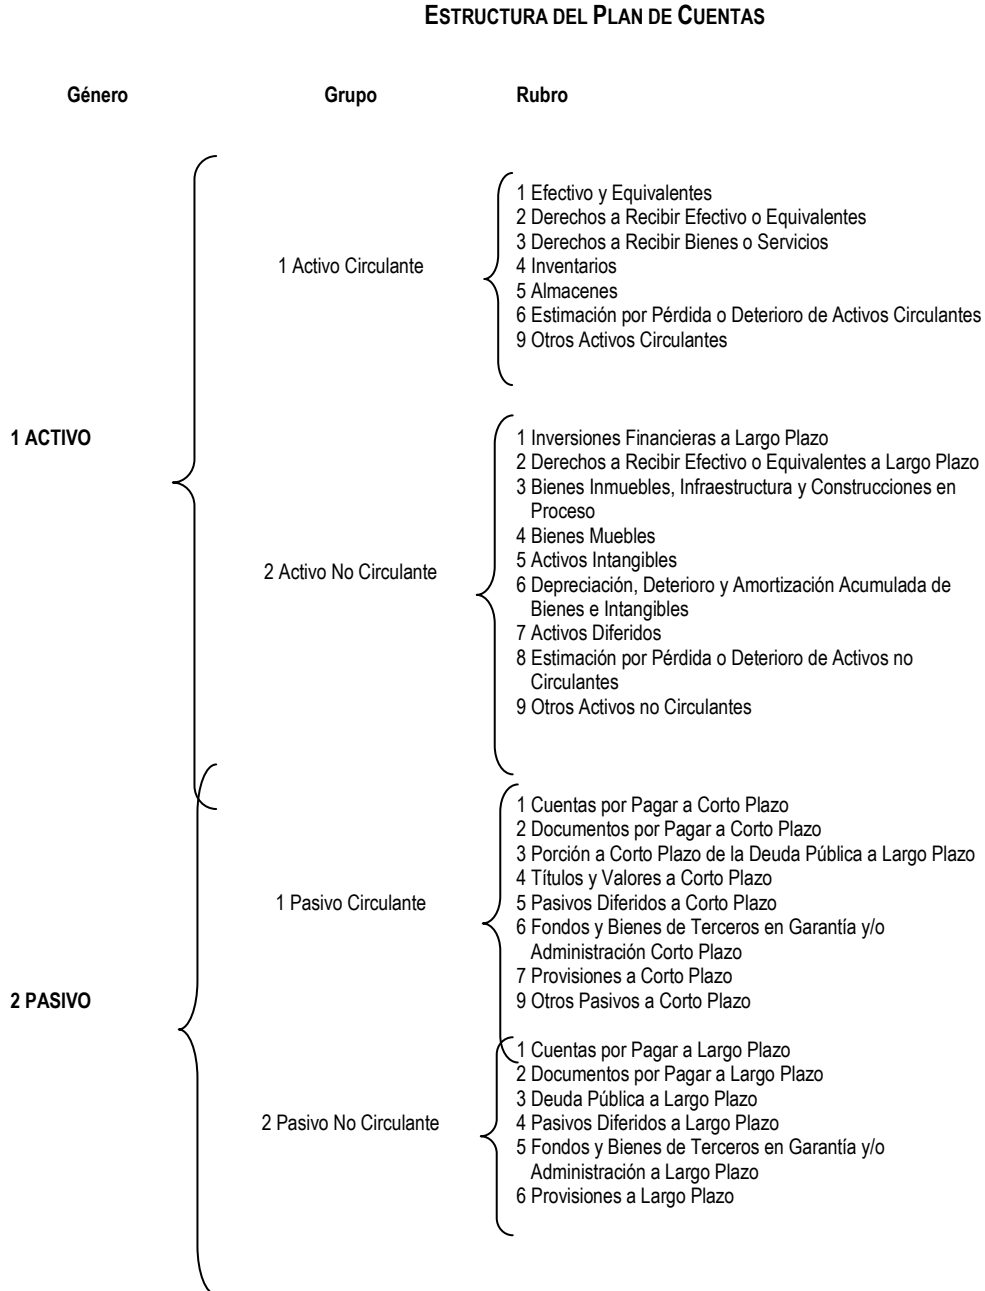 ESTRUCTURA DEL PLAN DE CUENTAS
Género Grupo Rubro
1 ACTIVO
1 Activo Circulante
1 Efectivo y Equivalentes
2 Derechos a Recibir Efectivo o Equivalentes
3 Derechos a Recibir Bienes o Servicios
4 Inventarios
5 Almacenes
6 Estimación por Pérdida o Deterioro de Activos Circulantes
9 Otros Activos Circulantes
2 Activo No Circulante
1 Inversiones Financieras a Largo Plazo
2 Derechos a Recibir Efectivo o Equivalentes a Largo Plazo
3 Bienes Inmuebles, Infraestructura y Construcciones en
Proceso
4 Bienes Muebles
5 Activos Intangibles
6 Depreciación, Deterioro y Amortización Acumulada de
Bienes e Intangibles
7 Activos Diferidos
8 Estimación por Pérdida o Deterioro de Activos no
Circulantes
9 Otros Activos no Circulantes
2 PASIVO
1 Pasivo Circulante
1 Cuentas por Pagar a Corto Plazo
2 Documentos por Pagar a Corto Plazo
3 Porción a Corto Plazo de la Deuda Pública a Largo Plazo
4 Títulos y Valores a Corto Plazo
5 Pasivos Diferidos a Corto Plazo
6 Fondos y Bienes de Terceros en Garantía y/o
Administración Corto Plazo
7 Provisiones a Corto Plazo
9 Otros Pasivos a Corto Plazo
2 Pasivo No Circulante
1 Cuentas por Pagar a Largo Plazo
2 Documentos por Pagar a Largo Plazo
3 Deuda Pública a Largo Plazo
4 Pasivos Diferidos a Largo Plazo
5 Fondos y Bienes de Terceros en Garantía y/o
Administración a Largo Plazo
6 Provisiones a Largo Plazo